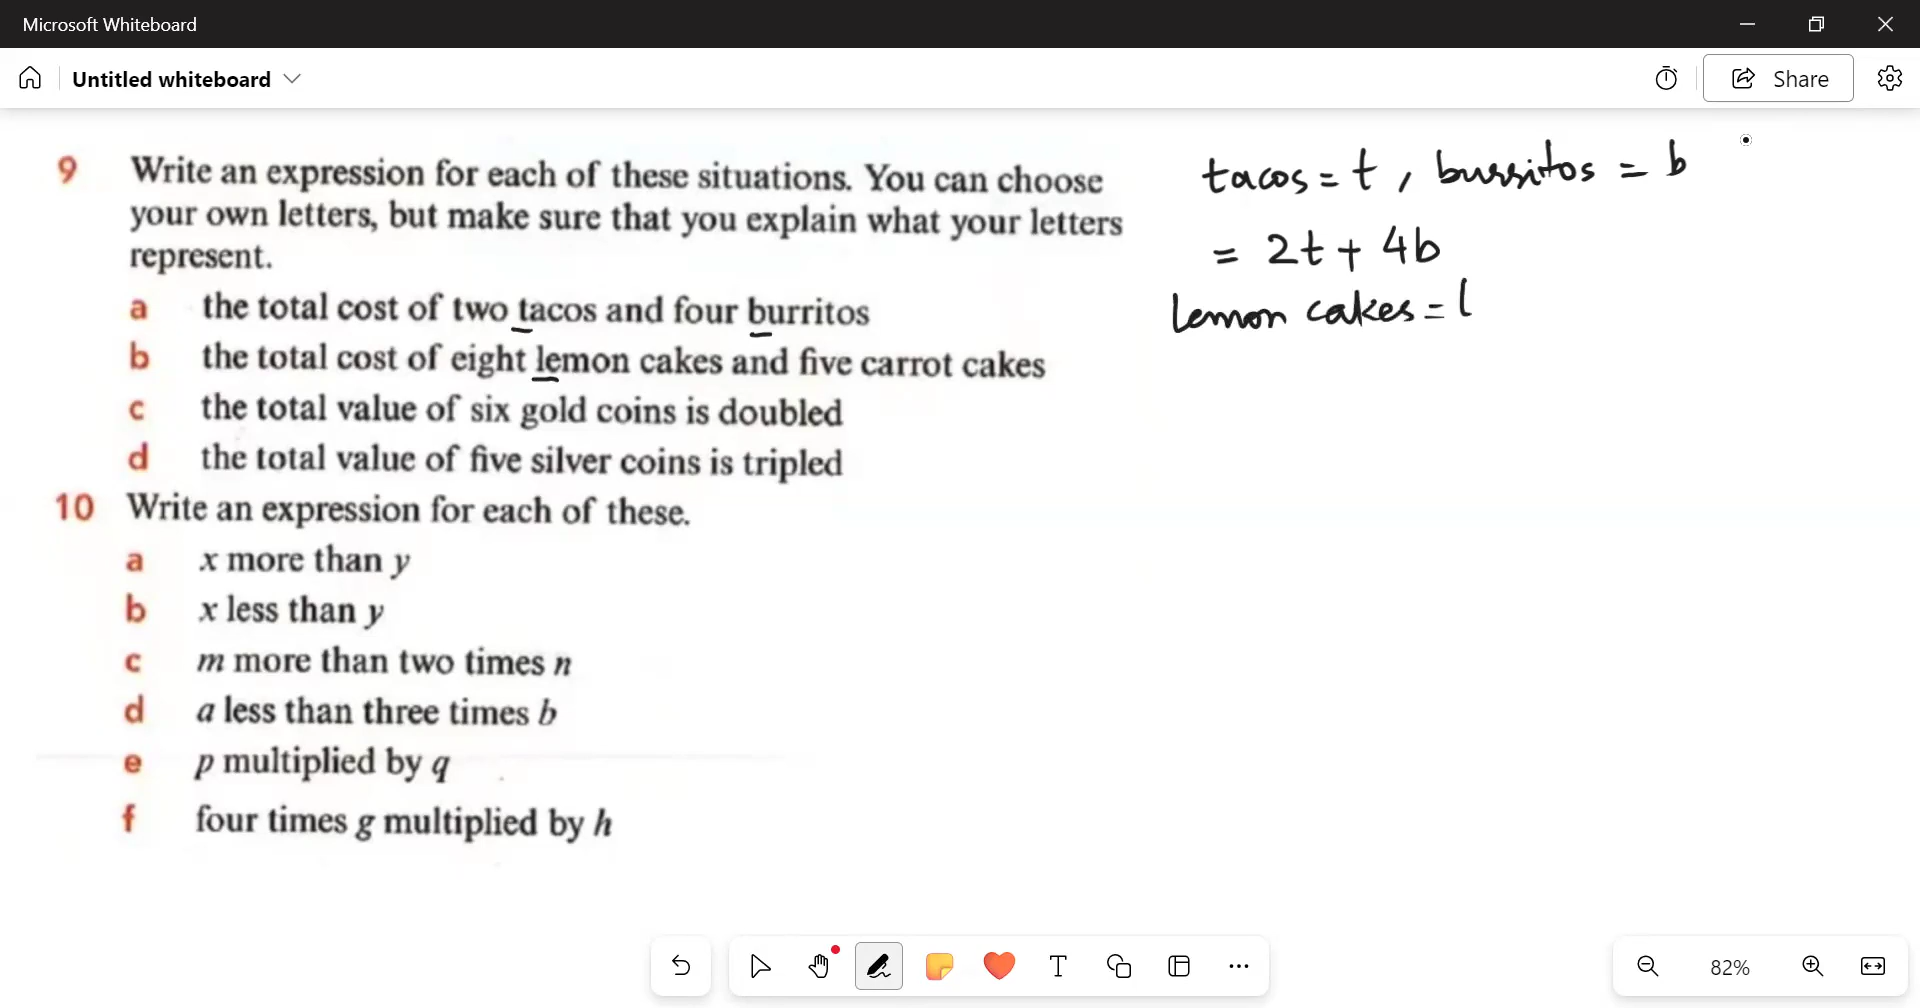 Microsoft Whiteboard
Untitled whiteboard
Share
9 Write an expression for each of these situations. You can choose
your own letters, but make sure that you explain what your letters
represent.
a the total cost of two tacos and four burritos
b the total cost of eight lemon cakes and five carrot cakes
c the total value of six gold coins is doubled
d the total value of five silver coins is tripled
10 Write an expression for each of these.
a x more than y
b x less than y
c m more than two times n
d a less than three times b
e p multiplied by q
f four times g multiplied by h
tacos = t, burritos = b
= 2t + 4b
lemon cakes = l
82%